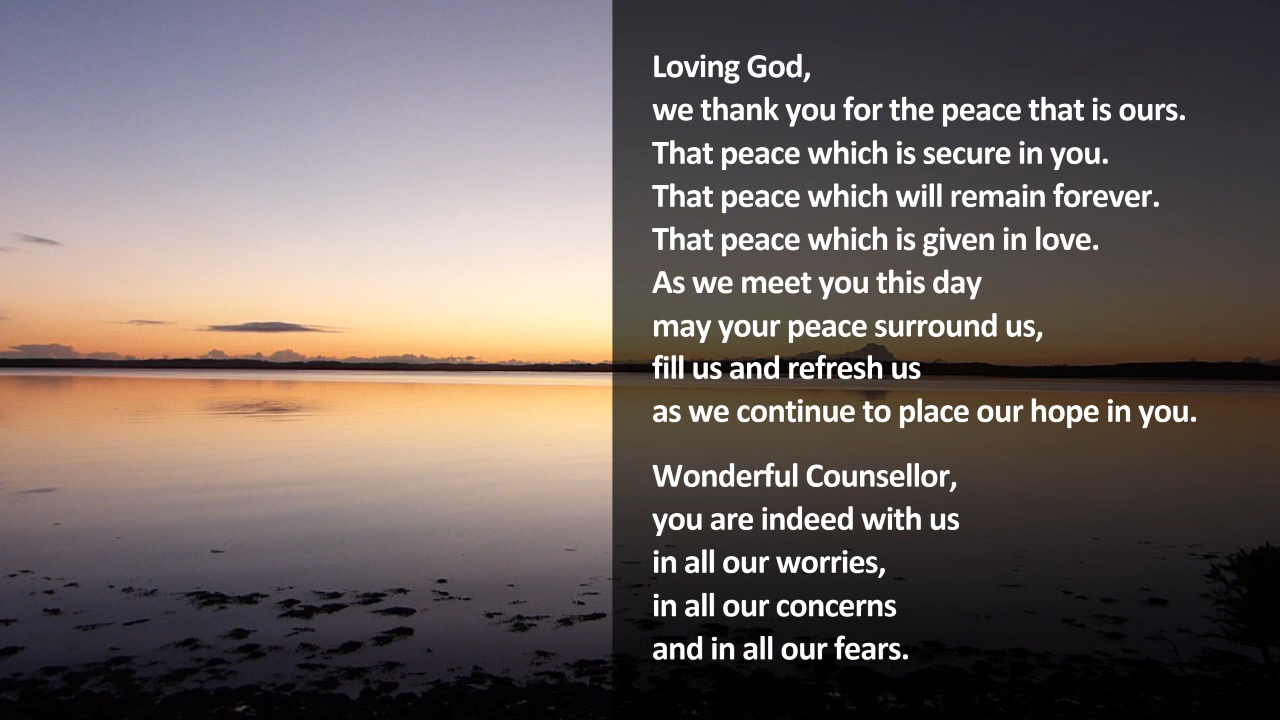 Loving God,
we thank you for the peace that is ours.
That peace which is secure in you.
That peace which will remain forever.
That peace which is given in love.
As we meet you this day
may your peace surround us,
fill us and refresh us
as we continue to place our hope in you.
Wonderful Counsellor,
you are indeed with us
in all our worries,
in all our concerns
and in all our fears.